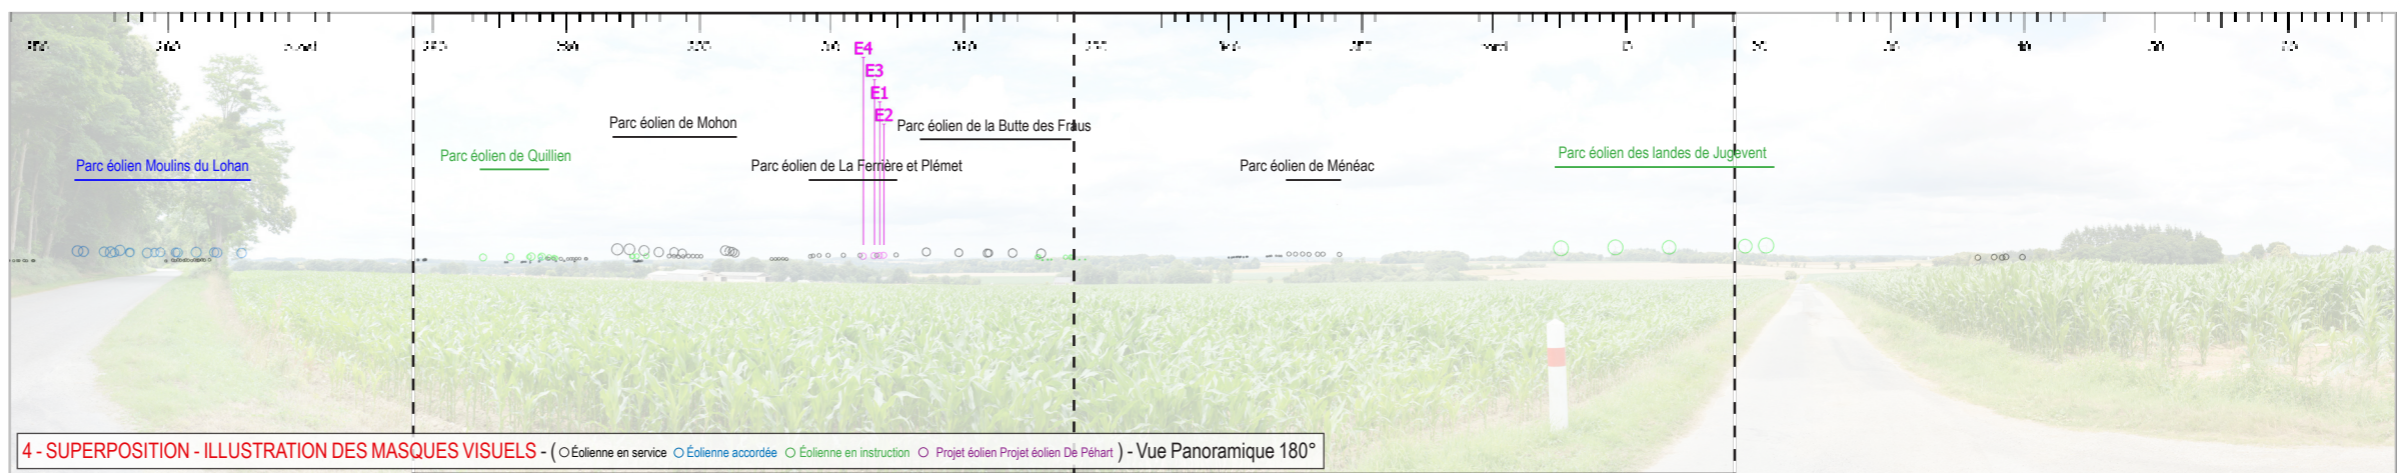 E4
E3
E1
E2
Parc éolien de Mohon
Parc éolien de la Butte des Fraus
Parc éolien de Quillien
Parc éolien Moulins du Lohan
Parc éolien de La Ferrière et Plémet
Parc éolien de Ménéac
Parc éolien des landes de Jugevent
4 - SUPERPOSITION - ILLUSTRATION DES MASQUES VISUELS - ( Éolienne en service Éolienne accordée Éolienne en instruction Projet éolien Projet éolien De Péhart ) - Vue Panoramique 180°